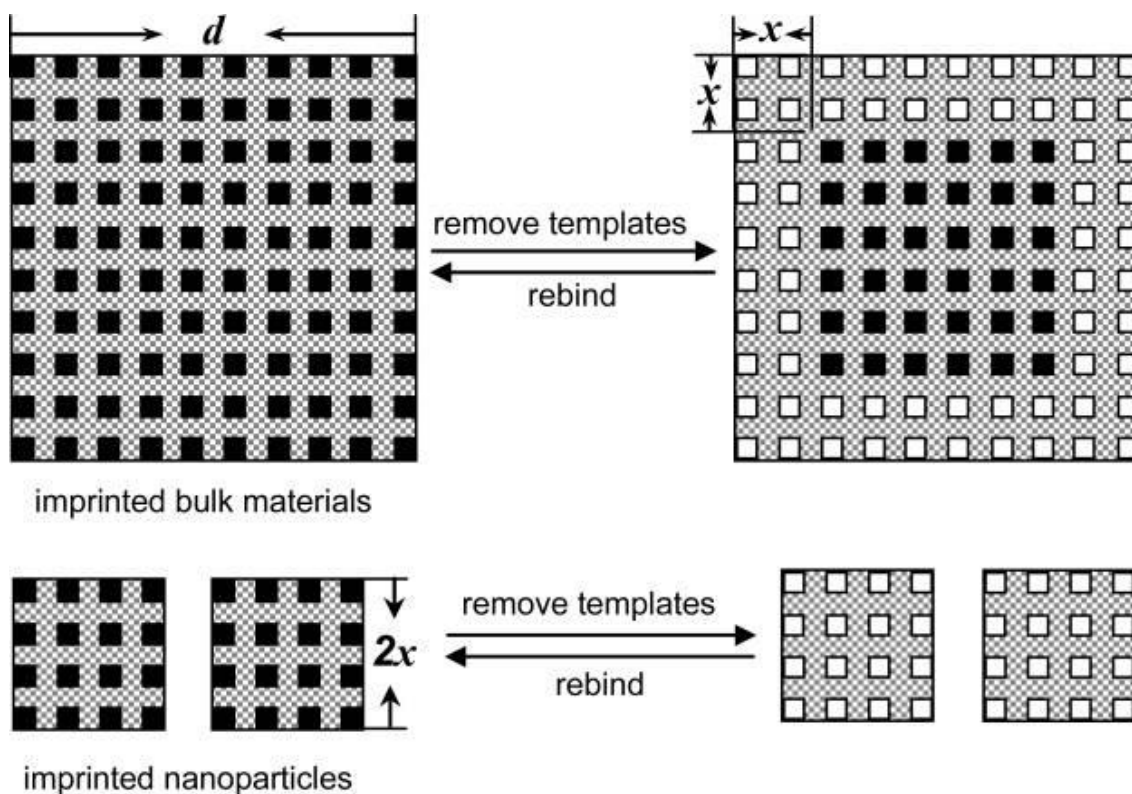 d
x
x
remove templates
rebind
imprinted bulk materials
remove templates
2x
rebind
imprinted nanoparticles